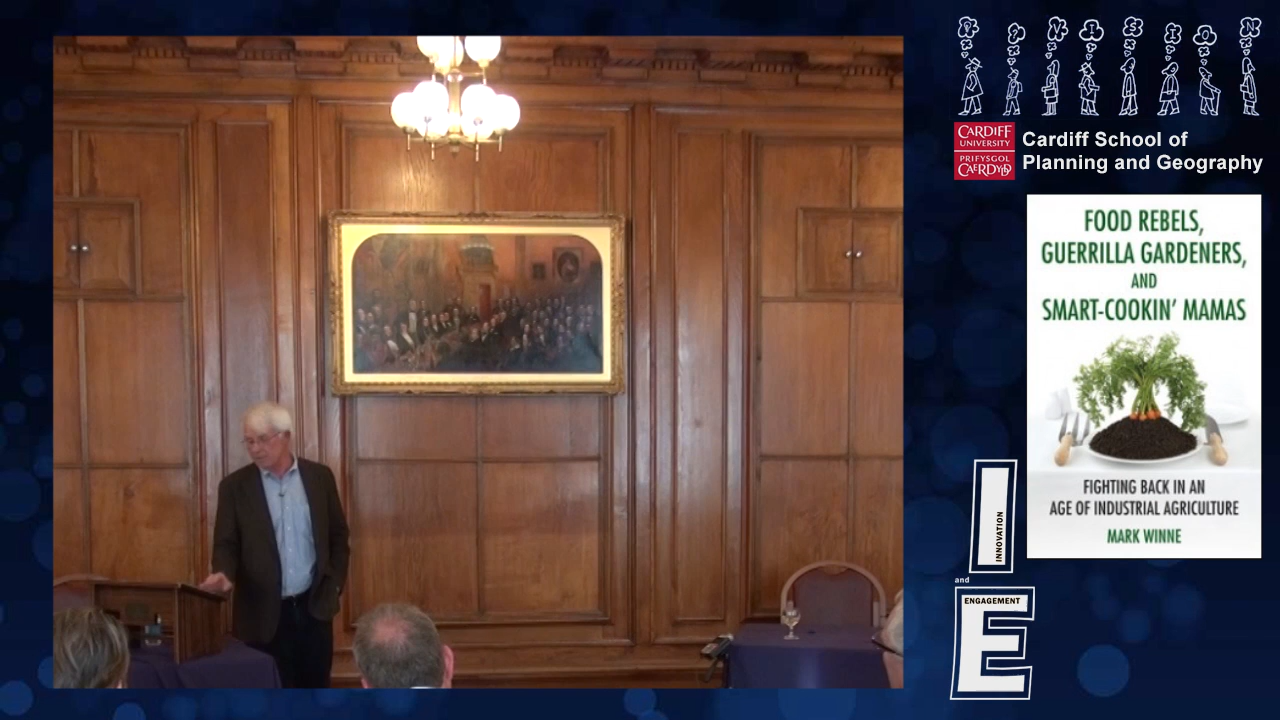 CARDIFF
UNIVERSITY
PRIFYSGOL
CAERDYDD
Cardiff School of
Planning and Geography
FOOD REBELS,
GUERRILLA GARDENERS,
AND
SMART-COOKIN' MAMAS
FIGHTING BACK IN AN
AGE OF INDUSTRIAL AGRICULTURE
MARK WINNE
I
INNOVATION
and
ENGAGEMENT
E